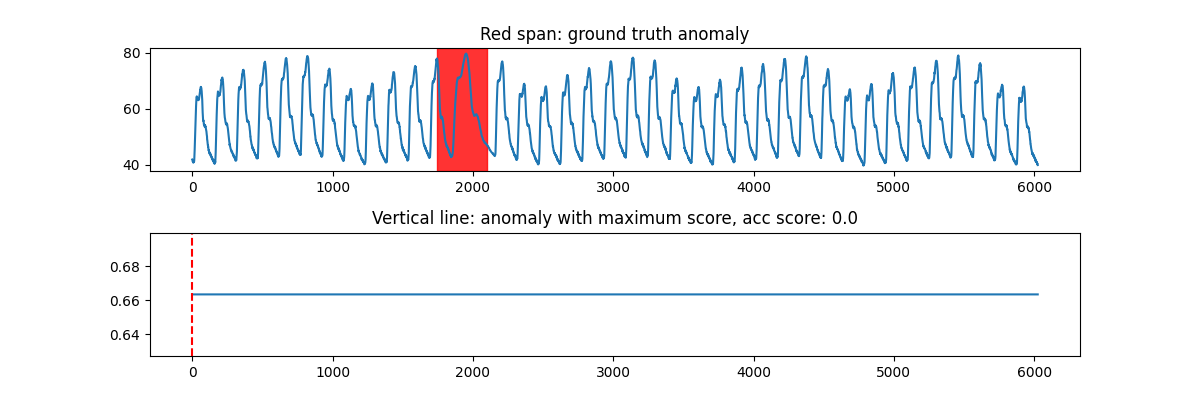 Red span: ground truth anomaly
80
60
40
0 1000 2000 3000 4000 5000 6000
Vertical line: anomaly with maximum score, acc score: 0.0
0.68
0.66
0.64
0 1000 2000 3000 4000 5000 6000